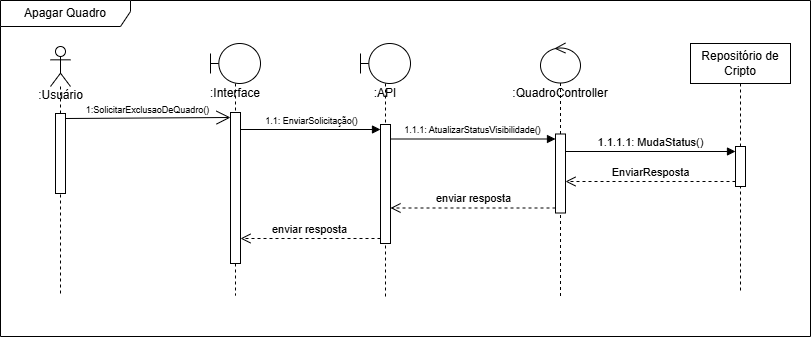 Apagar Quadro
:Usuário
:Interface
:API
:QuadroController
Repositório de
Cripto
1:SolicitarExclusaoDeQuadro()
1.1: EnviarSolicitação()
1.1.1: AtualizarStatusVisibilidade()
1.1.1.1: MudaStatus()
EnviarResposta
enviar resposta
enviar resposta